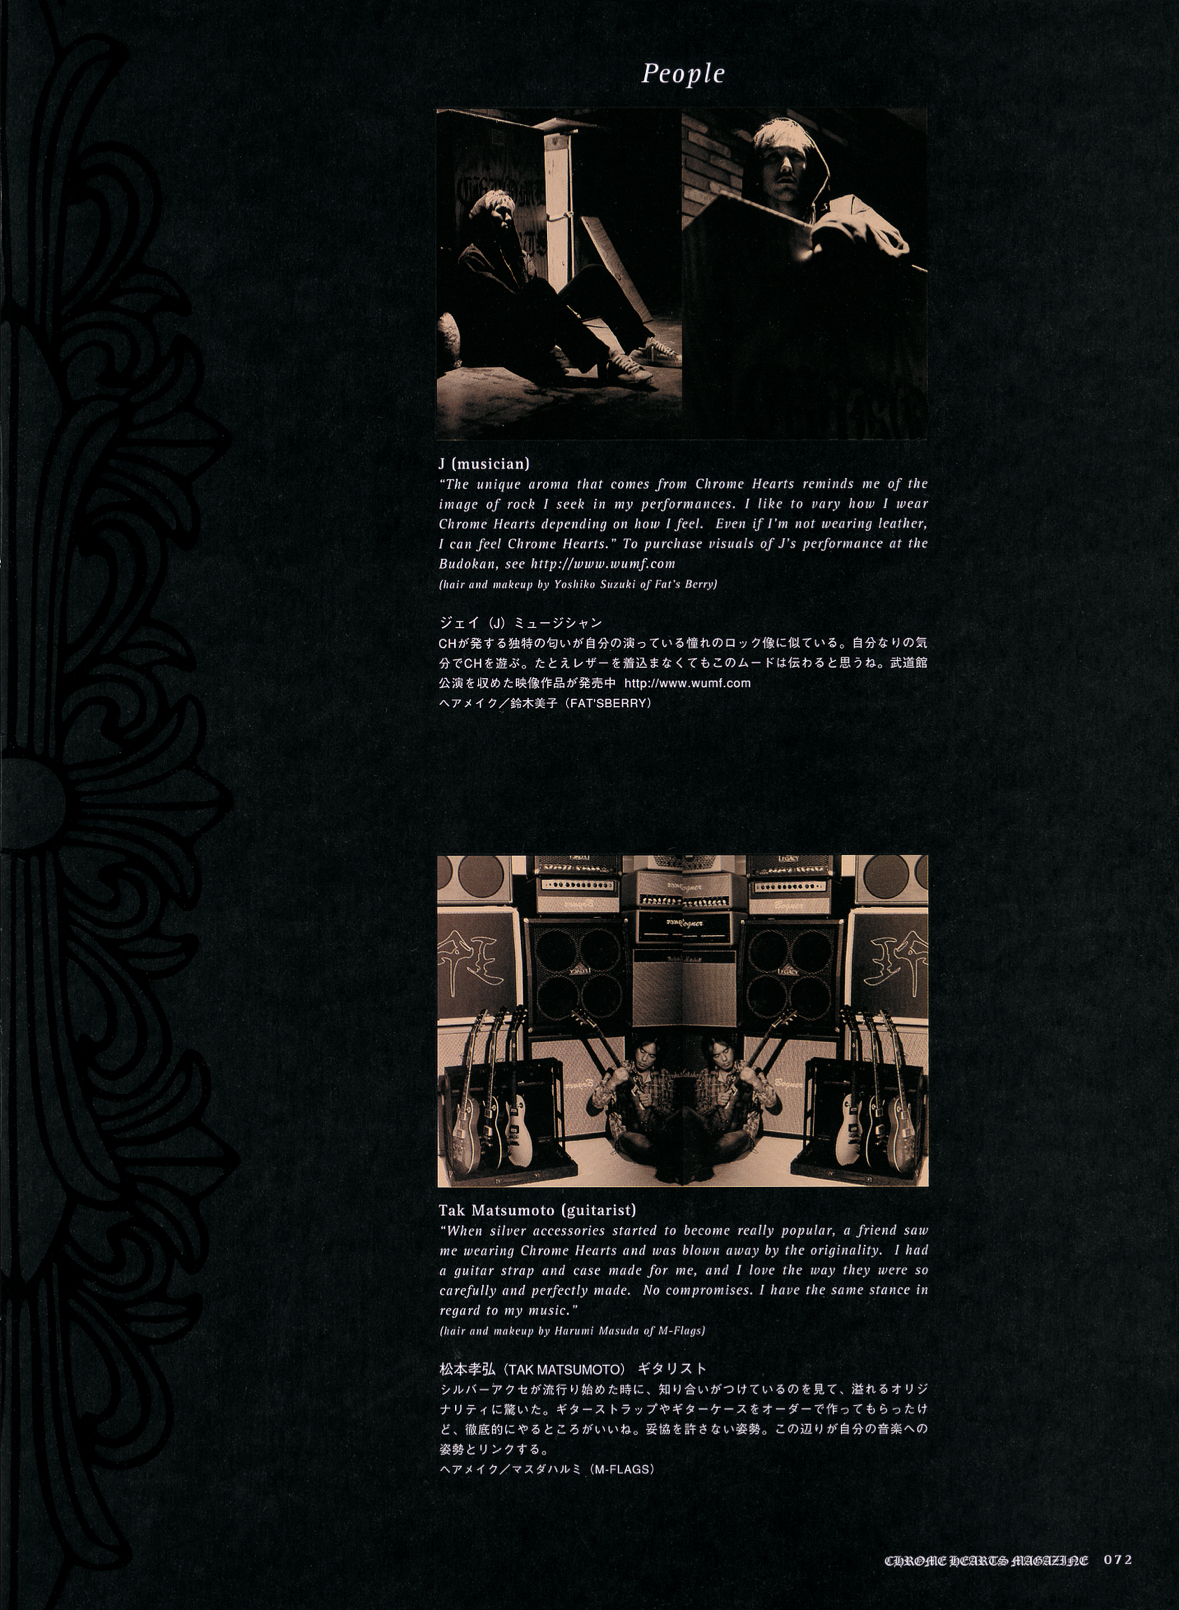 People
LEGACY
Bogner
Bogner
LEGACY
Bogner
J (musician)
“The unique aroma that comes from Chrome Hearts reminds me of the
image of rock I seek in my performances. I like to vary how I wear
Chrome Hearts depending on how I feel.  Even if I'm not wearing leather,
I can feel Chrome Hearts.” To purchase visuals of J's performance at the
Budokan, see http://www.wumf.com
(hair and makeup by Yoshiko Suzuki of Fat's Berry)
ジェイ（J）ミュージシャン
CHが発する独特の匂いが自分の演っている憧れのロック像に似ている。自分なりの気
分でCHを遊ぶ。たとえレザーを着込まなくてもこのムードは伝わると思うね。武道館
公演を収めた映像作品が発売中 http://www.wumf.com
ヘアメイク／鈴木美子（FAT'SBERRY）
Tak Matsumoto (guitarist)
“When silver accessories started to become really popular, a friend saw
me wearing Chrome Hearts and was blown away by the originality.  I had
a guitar strap and case made for me, and I love the way they were so
carefully and perfectly made.  No compromises. I have the same stance in
regard to my music.”
(hair and makeup by Harumi Masuda of M-Flags)
松本孝弘（TAK MATSUMOTO） ギタリスト
シルバーアクセが流行り始めた時に、知り合いがつけているのを見て、溢れるオリジ
ナリティに驚いた。ギターストラップやギターケースをオーダーで作ってもらったけ
ど、徹底的にやるところがいいね。妥協を許さない姿勢。この辺りが自分の音楽への
姿勢とリンクする。
ヘアメイク／マスダハルミ（M-FLAGS）
CHROME HEARTS MAGAZINE 072